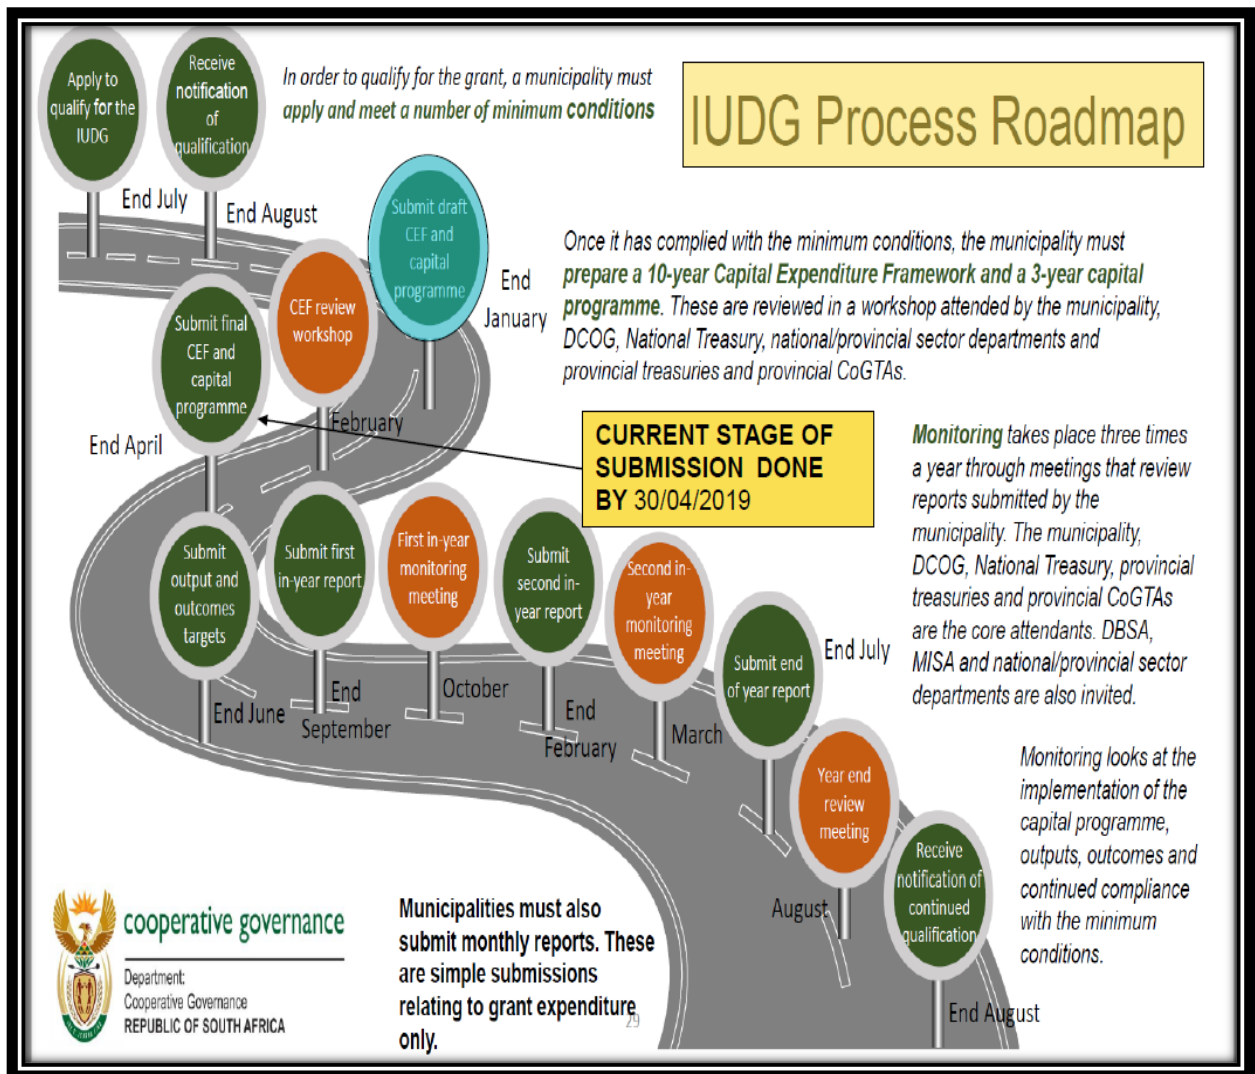 IUDG Process Roadmap
In order to qualify for the grant, a municipality must
apply and meet a number of minimum conditions
Apply to
qualify for the
IUDG
End July
Receive
notification
of
qualification
End August
Submit draft
CEF and
capital
programme
End
January
Once it has complied with the minimum conditions, the municipality must
prepare a 10-year Capital Expenditure Framework and a 3-year capital
programme. These are reviewed in a workshop attended by the municipality,
DCOG, National Treasury, national/provincial sector departments and
provincial treasuries and provincial CoGTAs.
CEF review
workshop
February
Submit final
CEF and
capital
programme
End April
CURRENT STAGE OF
SUBMISSION DONE
BY 30/04/2019
Monitoring takes place three times
a year through meetings that review
reports submitted by the
municipality. The municipality,
DCOG, National Treasury, provincial
treasuries and provincial CoGTAs
are the core attendants. DBSA,
MISA and national/provincial sector
departments are also invited.
Submit
output and
outcomes
targets
End June
Submit first
in-year report
End
September
First in-year
monitoring
meeting
October
Submit
second in-
year report
End
February
Second in-
year
monitoring
meeting
March
Submit end
of year report
End July
Year end
review
meeting
August
Receive
notification of
continued
qualification
End August
Monitoring looks at the
implementation of the
capital programme,
outputs, outcomes and
continued compliance
with the minimum
conditions.
cooperative governance
Department:
Cooperative Governance
REPUBLIC OF SOUTH AFRICA
Municipalities must also
submit monthly reports. These
are simple submissions
relating to grant expenditure
only.
29